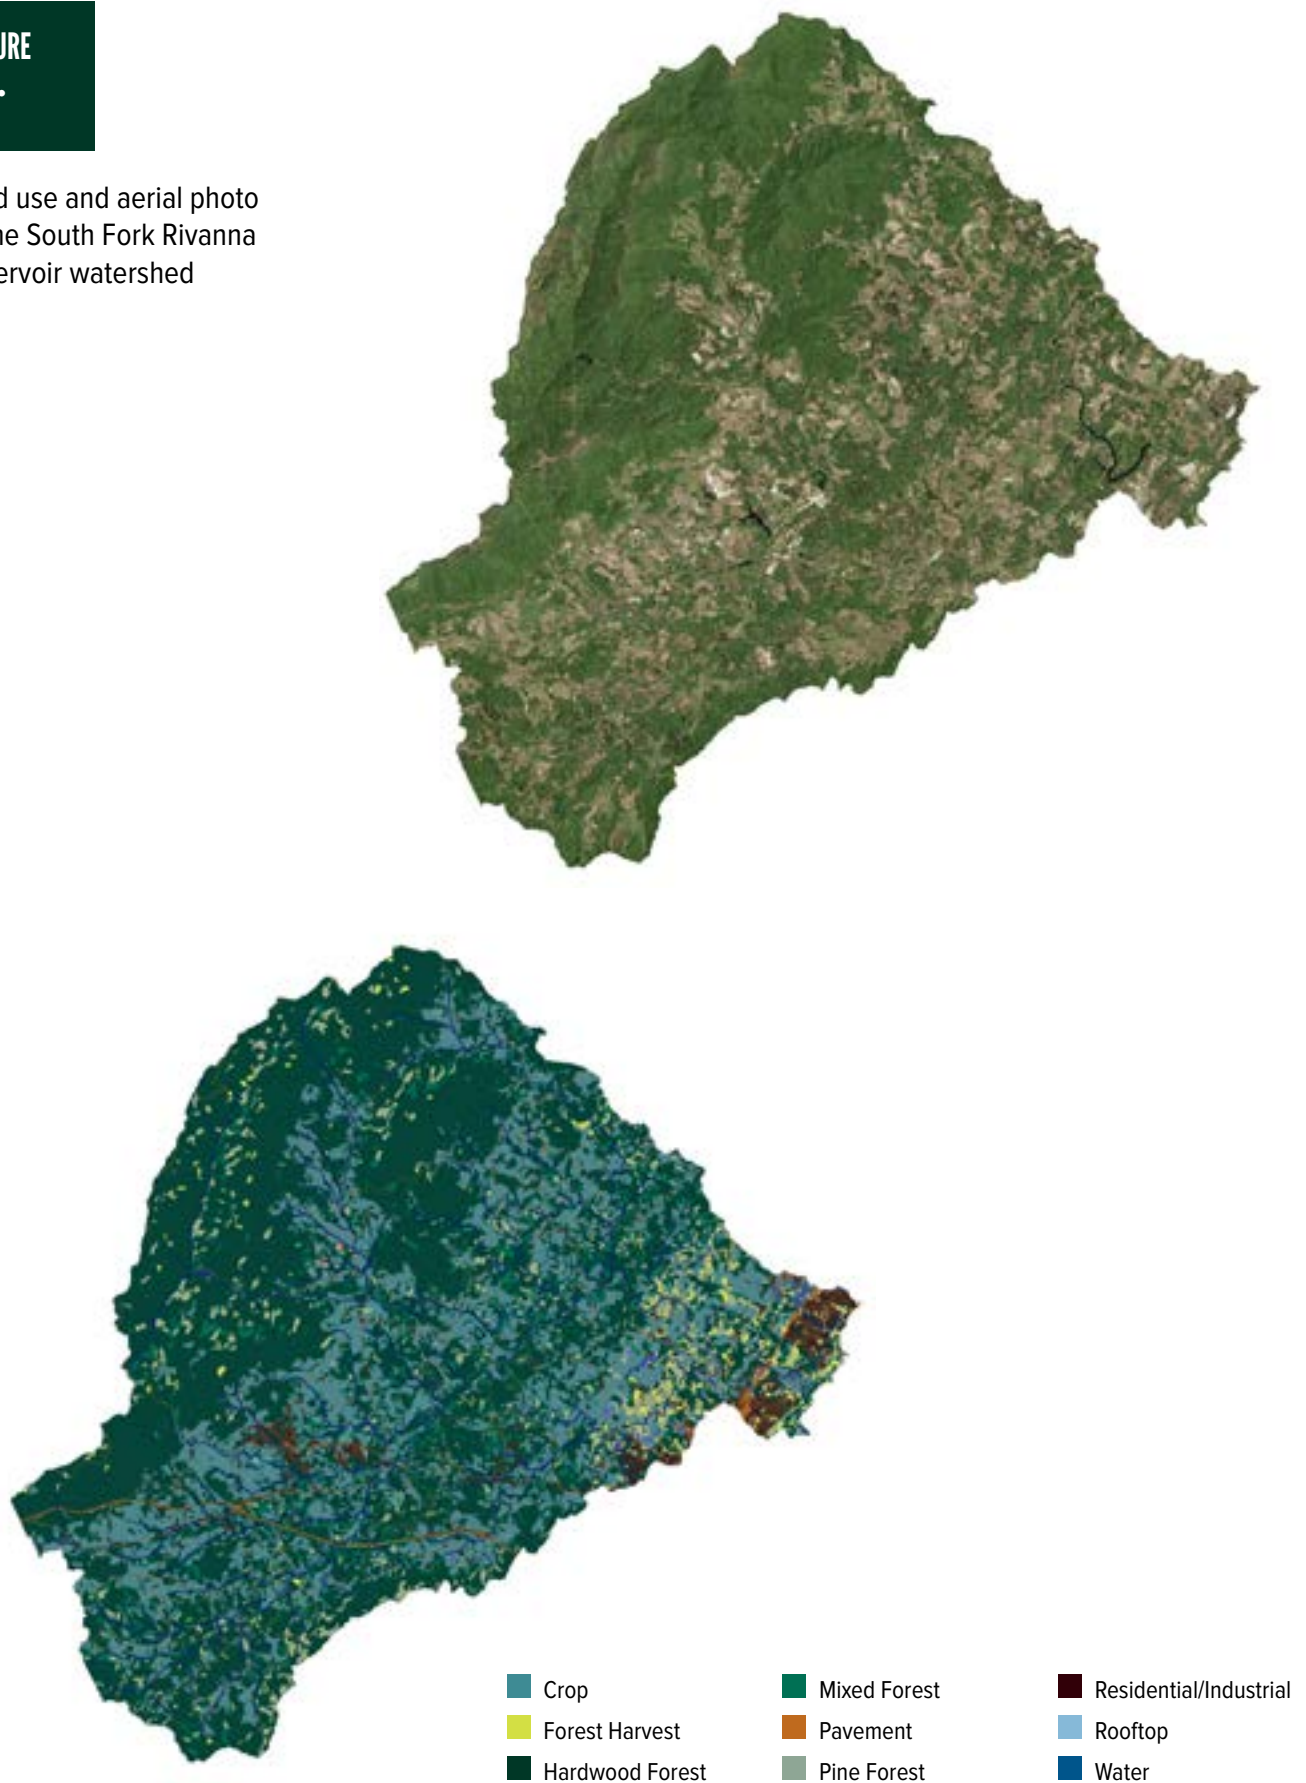 URE
.
d use and aerial photo
he South Fork Rivanna
ervoir watershed
Crop
Forest Harvest
Hardwood Forest
Mixed Forest
Pavement
Pine Forest
Residential/Industrial
Rooftop
Water